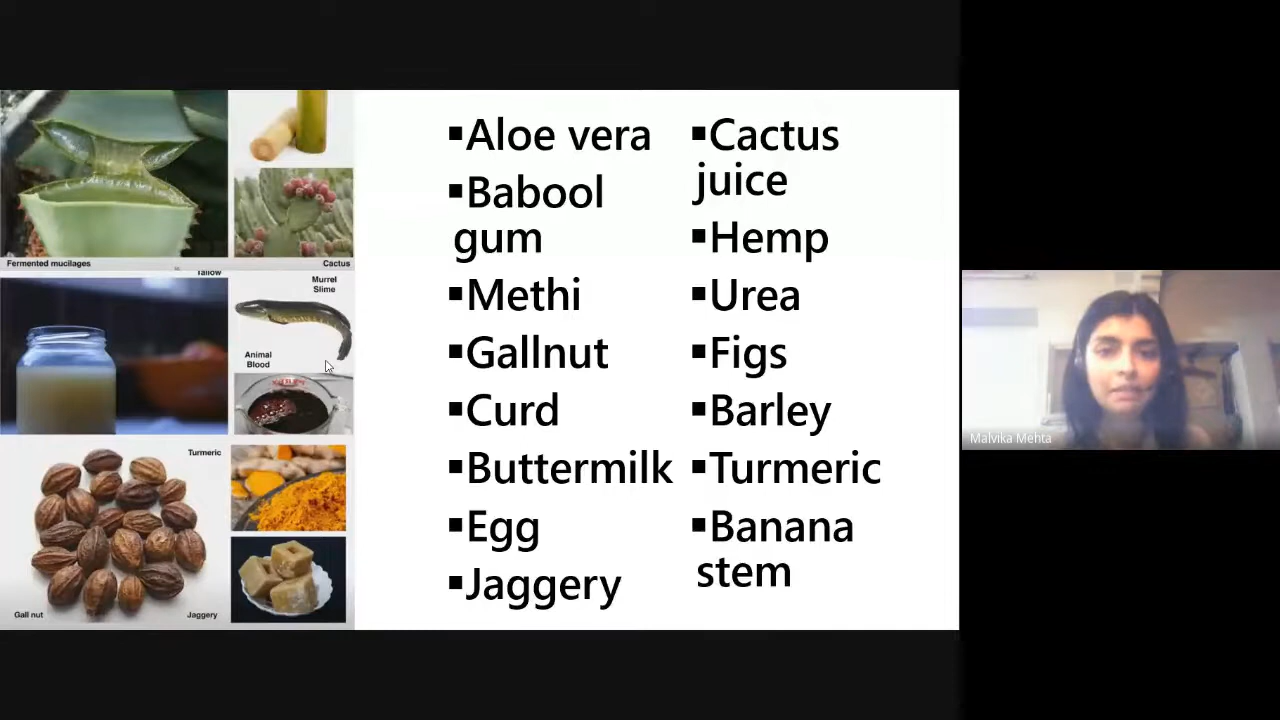 Fermented mucilages
Cactus
Tallow
Murrel
Slime
Animal
Blood
Turmeric
Gall nut
Jaggery
▪Aloe vera
▪Babool
gum
▪Methi
▪Gallnut
▪Curd
▪Buttermilk
▪Egg
▪Jaggery
▪Cactus
juice
▪Hemp
▪Urea
▪Figs
▪Barley
▪Turmeric
▪Banana
stem
Malvika Mehta